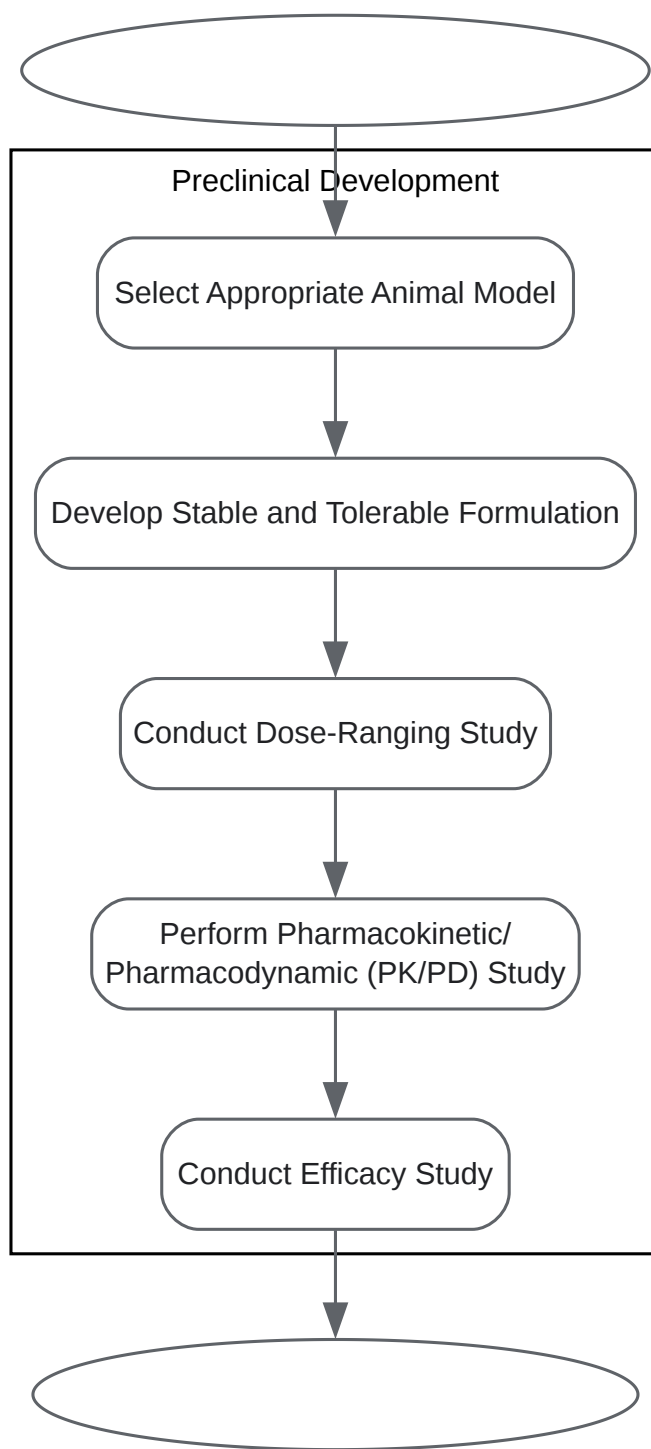 Preclinical Development
Select Appropriate Animal Model
Develop Stable and Tolerable Formulation
Conduct Dose-Ranging Study
Perform Pharmacokinetic/
Pharmacodynamic (PK/PD) Study
Conduct Efficacy Study